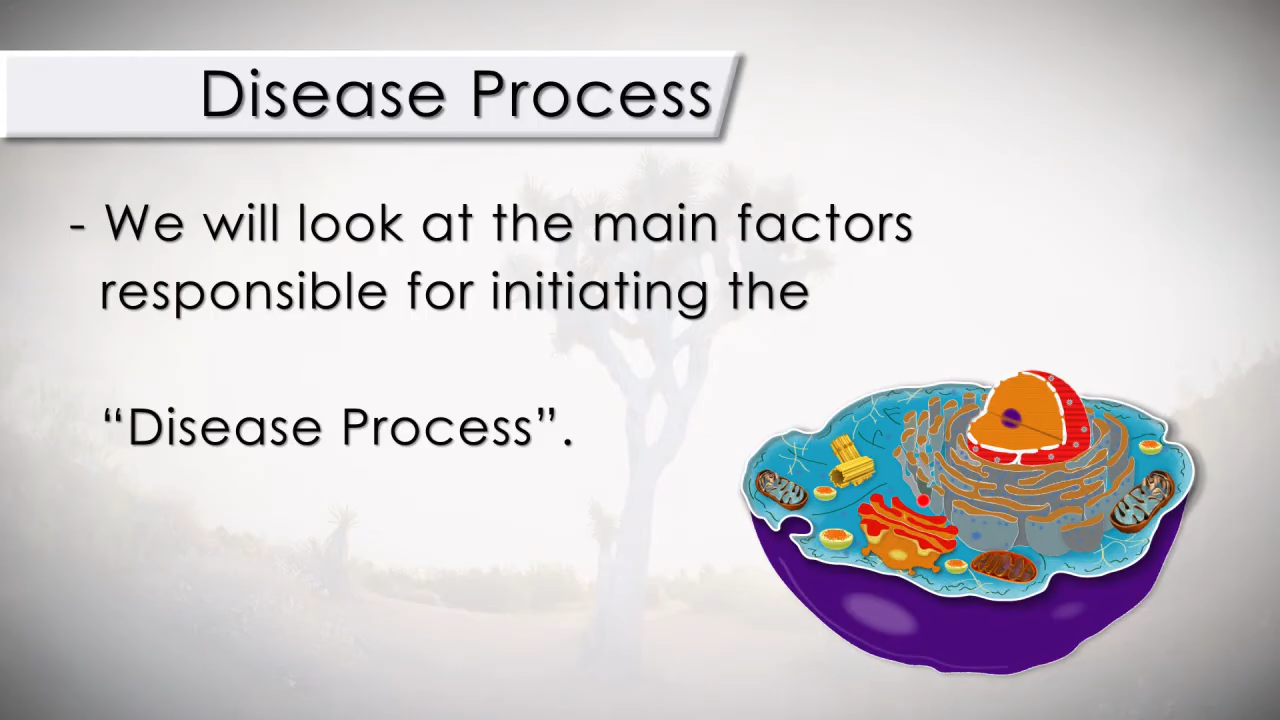 Disease Process
- We will look at the main factors
responsible for initiating the
“Disease Process”.